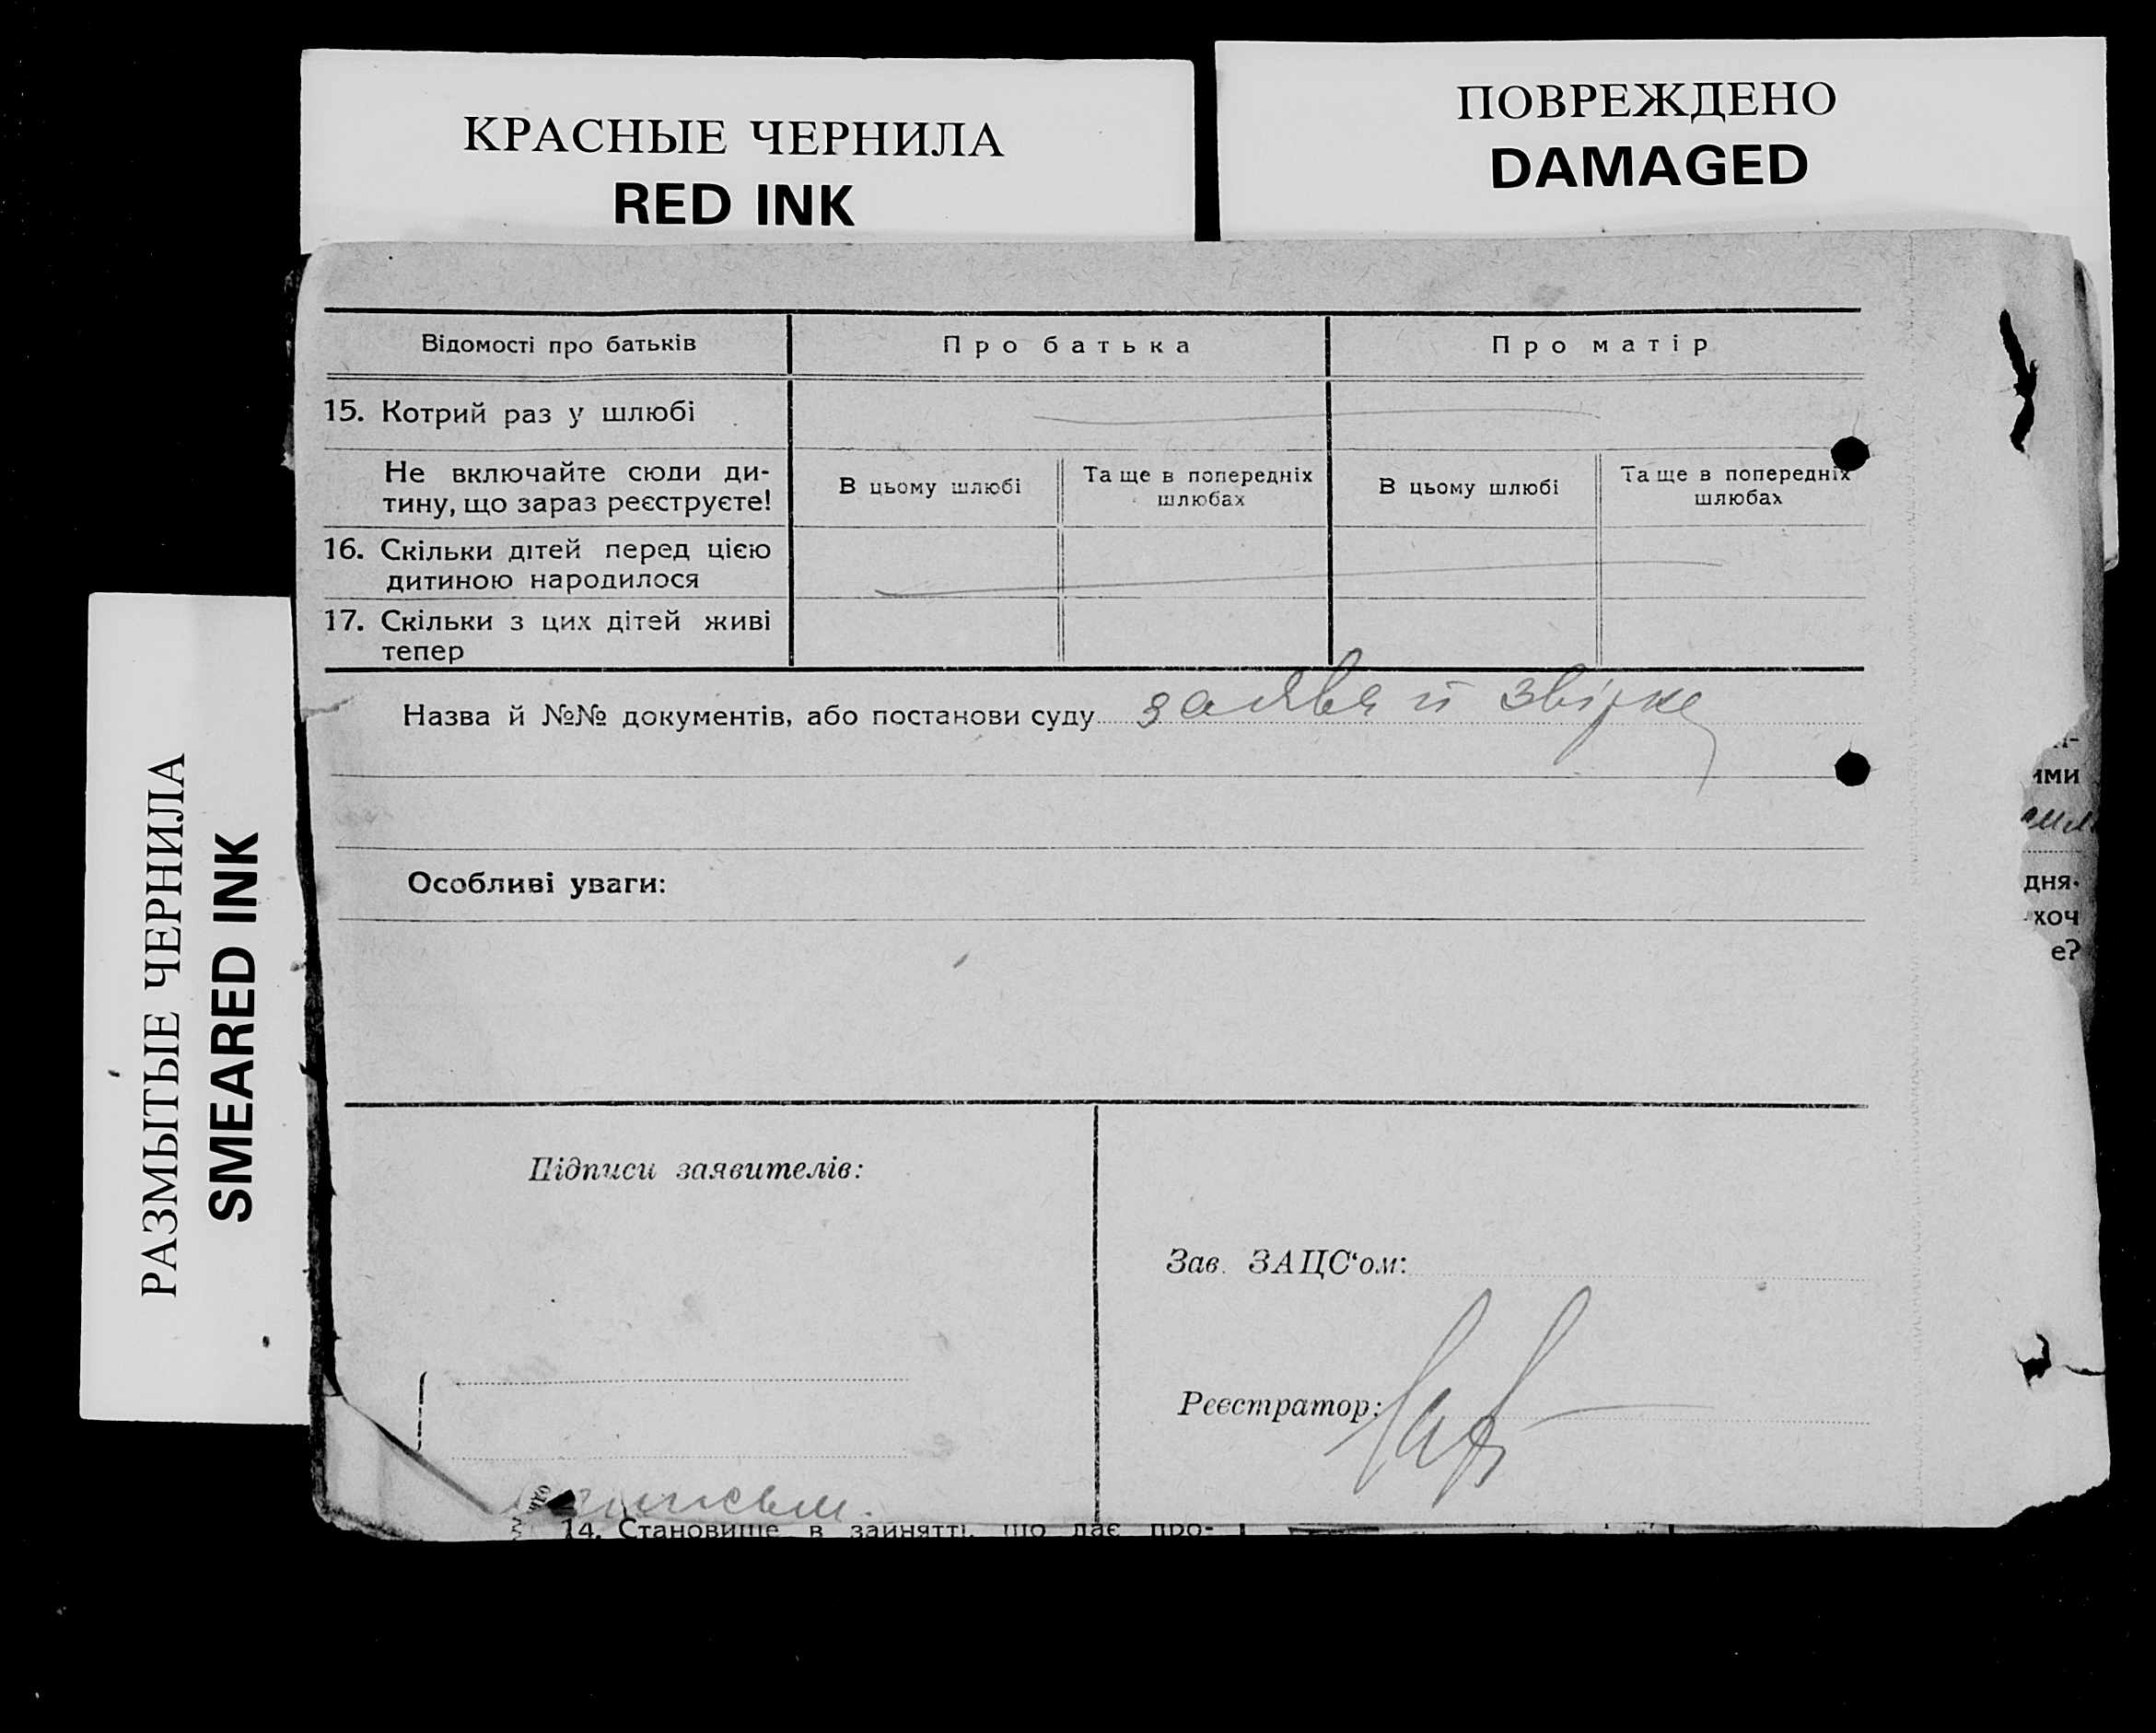 КРАСНЫЕ ЧЕРНИЛА
RED INK
ПОВРЕЖДЕНО
DAMAGED
РАЗМЫТЫЕ ЧЕРНИЛА
SMEARED INK
Відомості про батьків
Про батька
Про матір
15. Котрий раз у шлюбі
Не включайте сюди ди-
тину, що зараз реєструєте!
В цьому шлюбі
Та ще в попередніх
шлюбах
В цьому шлюбі
Та ще в попередніх
шлюбах
16. Скільки дітей перед цією
дитиною народилося
17. Скільки з цих дітей живі
тепер
Назва й №№ документів, або постанови суду заява й
ими
дня.
хоч
е?
Особливі уваги:
Підписи заявителів:
Зав. ЗАЦС‘ом:
Реєстратор:
14. Становище в занятті, що дає про-